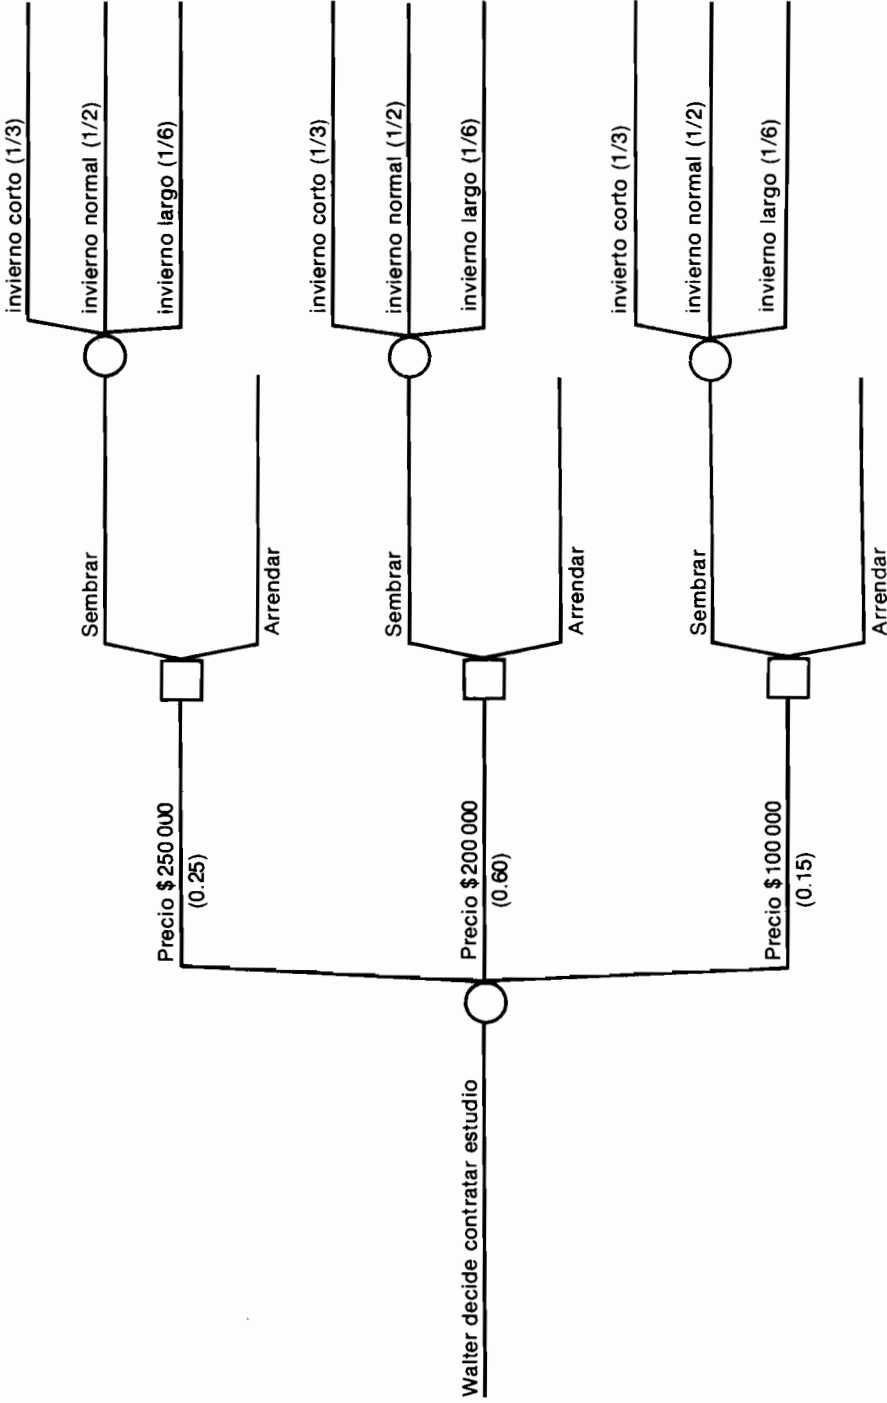 Walter decide contratar estudio
Precio $ 250 000
(0.25)
Sembrar
invierno corto (1/3)
invierno normal (1/2)
invierno largo (1/6)
Arrendar
Precio $ 200 000
(0.60)
Sembrar
invierno corto (1/3)
invierno normal (1/2)
invierno largo (1/6)
Arrendar
Precio $ 100 000
(0.15)
Sembrar
invierto corto (1/3)
invierno normal (1/2)
invierno largo (1/6)
Arrendar